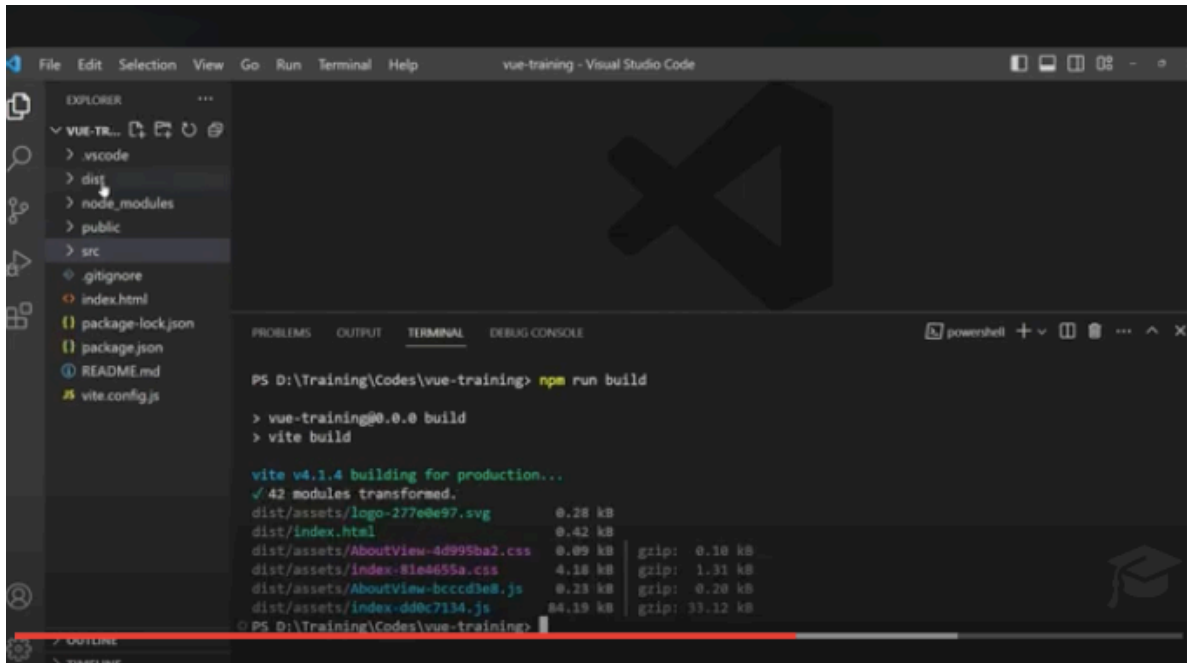 File Edit Selection View Go Run Terminal Help vue-training - Visual Studio Code
EXPLORER
VUE-TR...
.vscode
dist
node_modules
public
src
.gitignore
index.html
package-lock.json
package.json
README.md
JS vite.config.js
OUTLINE
TIMELINE
PROBLEMS OUTPUT TERMINAL DEBUG CONSOLE powershell
PS D:\Training\Codes\vue-training> npm run build
> vue-training@0.0.0 build
> vite build
vite v4.1.4 building for production...
✓ 42 modules transformed.
dist/assets/logo-277e0e97.svg 0.28 kB
dist/index.html 0.42 kB
dist/assets/AboutView-4d995ba2.css 0.09 kB | gzip: 0.10 kB
dist/assets/index-81e4655a.css 4.18 kB | gzip: 1.31 kB
dist/assets/AboutView-bcccd3e8.js 0.23 kB | gzip: 0.20 kB
dist/assets/index-dd0c7134.js 84.19 kB | gzip: 33.12 kB
PS D:\Training\Codes\vue-training>